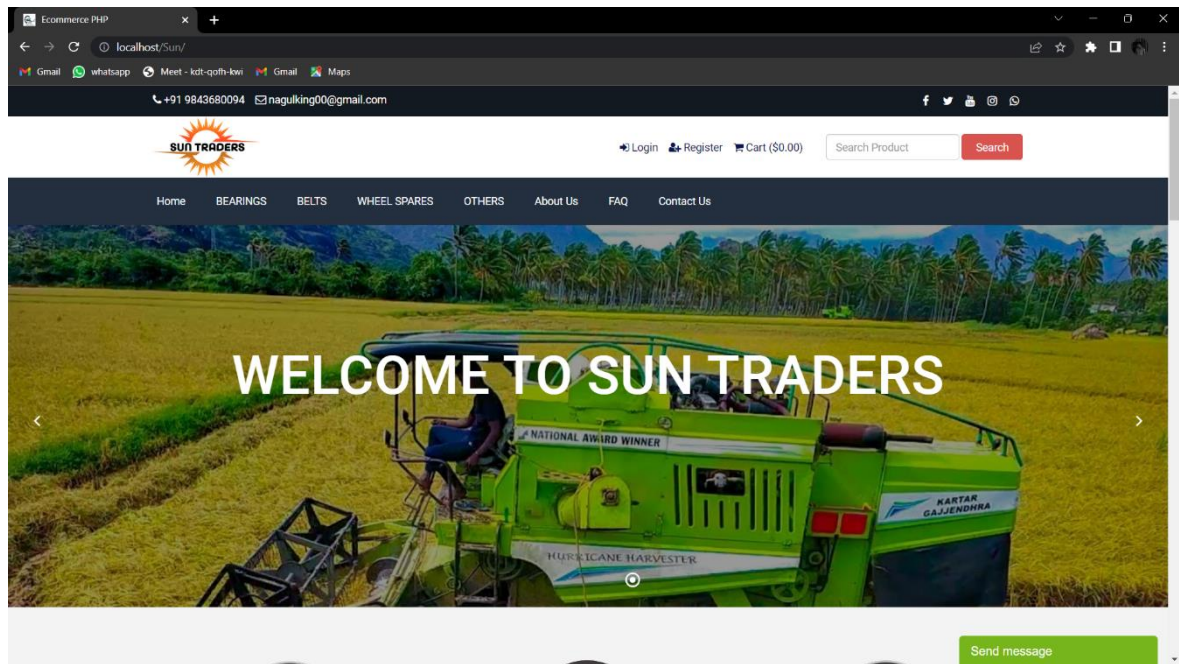 Ecommerce PHP
localhost/Sun/
Gmail whatsapp Meet - kdt-qofh-kwi Gmail Maps
+91 9843680094 nagulking00@gmail.com
SUN TRADERS
Login Register Cart ($0.00) Search Product Search
Home BEARINGS BELTS WHEEL SPARES OTHERS About Us FAQ Contact Us
WELCOME TO SUN TRADERS
NATIONAL AWARD WINNER
KARTAR
GAJJENDHRA
HURRICANE HARVESTER
Send message